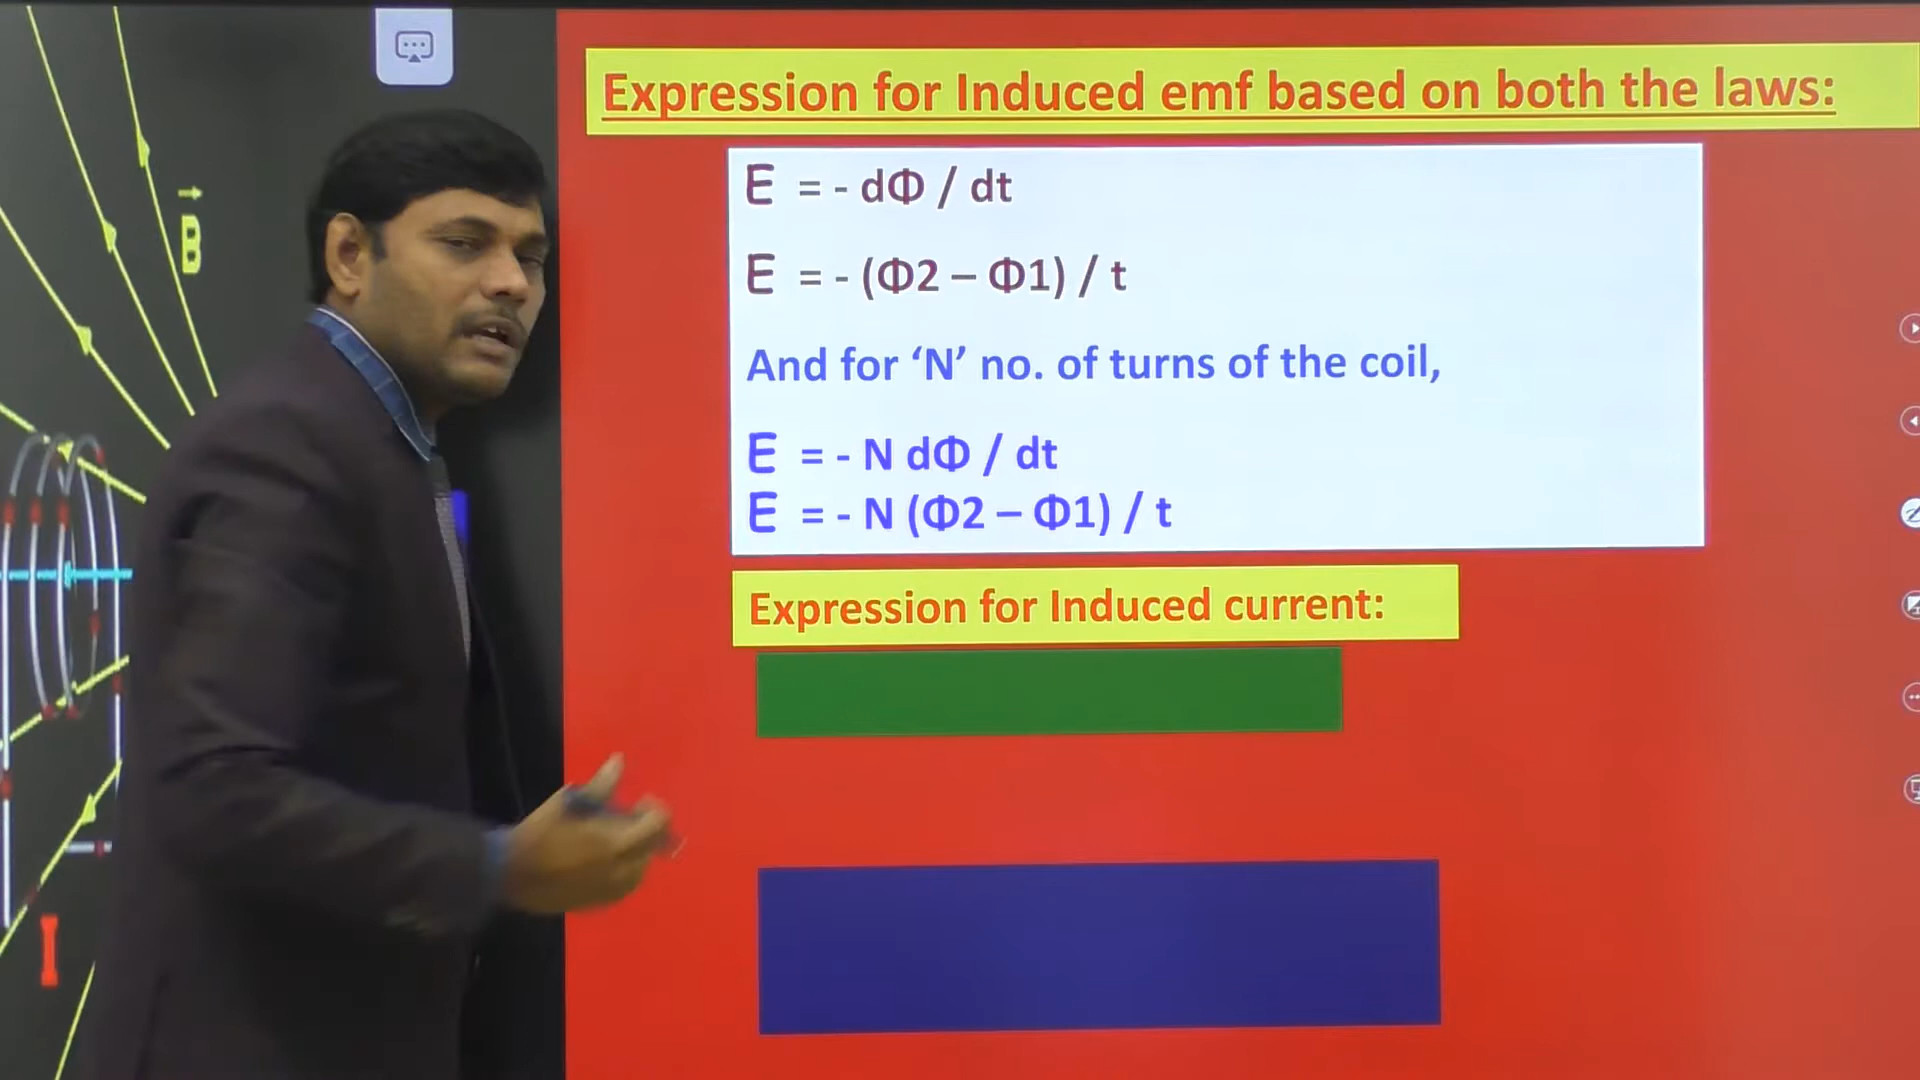 B
I
Expression for Induced emf based on both the laws:
E = - dΦ / dt
E = - (Φ2 – Φ1) / t
And for ‘N’ no. of turns of the coil,
E = - N dΦ / dt
E = - N (Φ2 – Φ1) / t
Expression for Induced current: